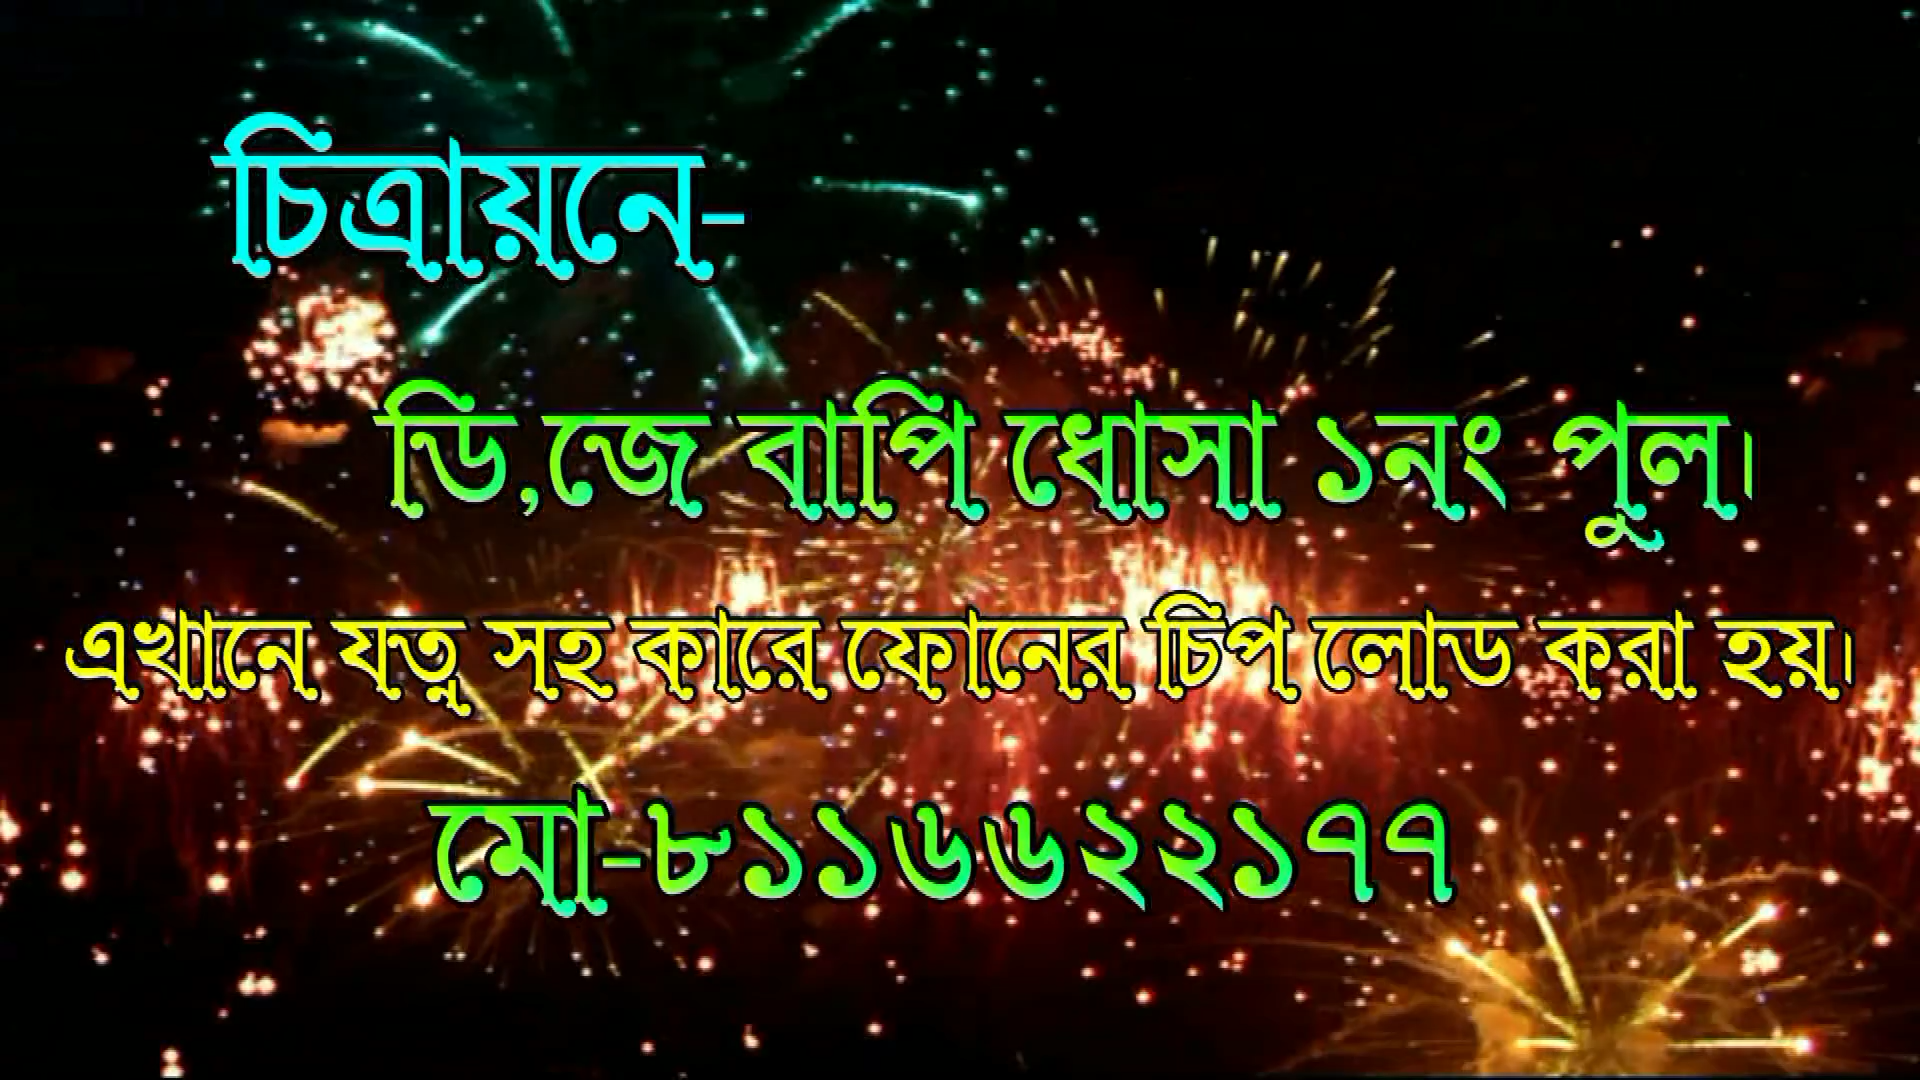 চিত্রায়নে-
ডি,জে বাপি ধোসা ১নং পুল।
এখানে যত্ন সহ কারে ফোনের চিপ লোড করা হয়।
মো-৮১১৬৬২২১৭৭